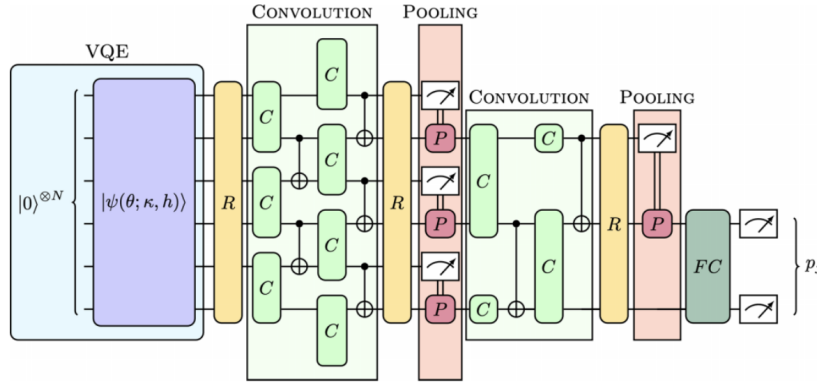 CONVOLUTION POOLING
VQE
CONVOLUTION POOLING
|0⟩^{⊗N} |ψ(θ; κ, h)⟩ R C C C C C C C R P P P C C C C R P FC p